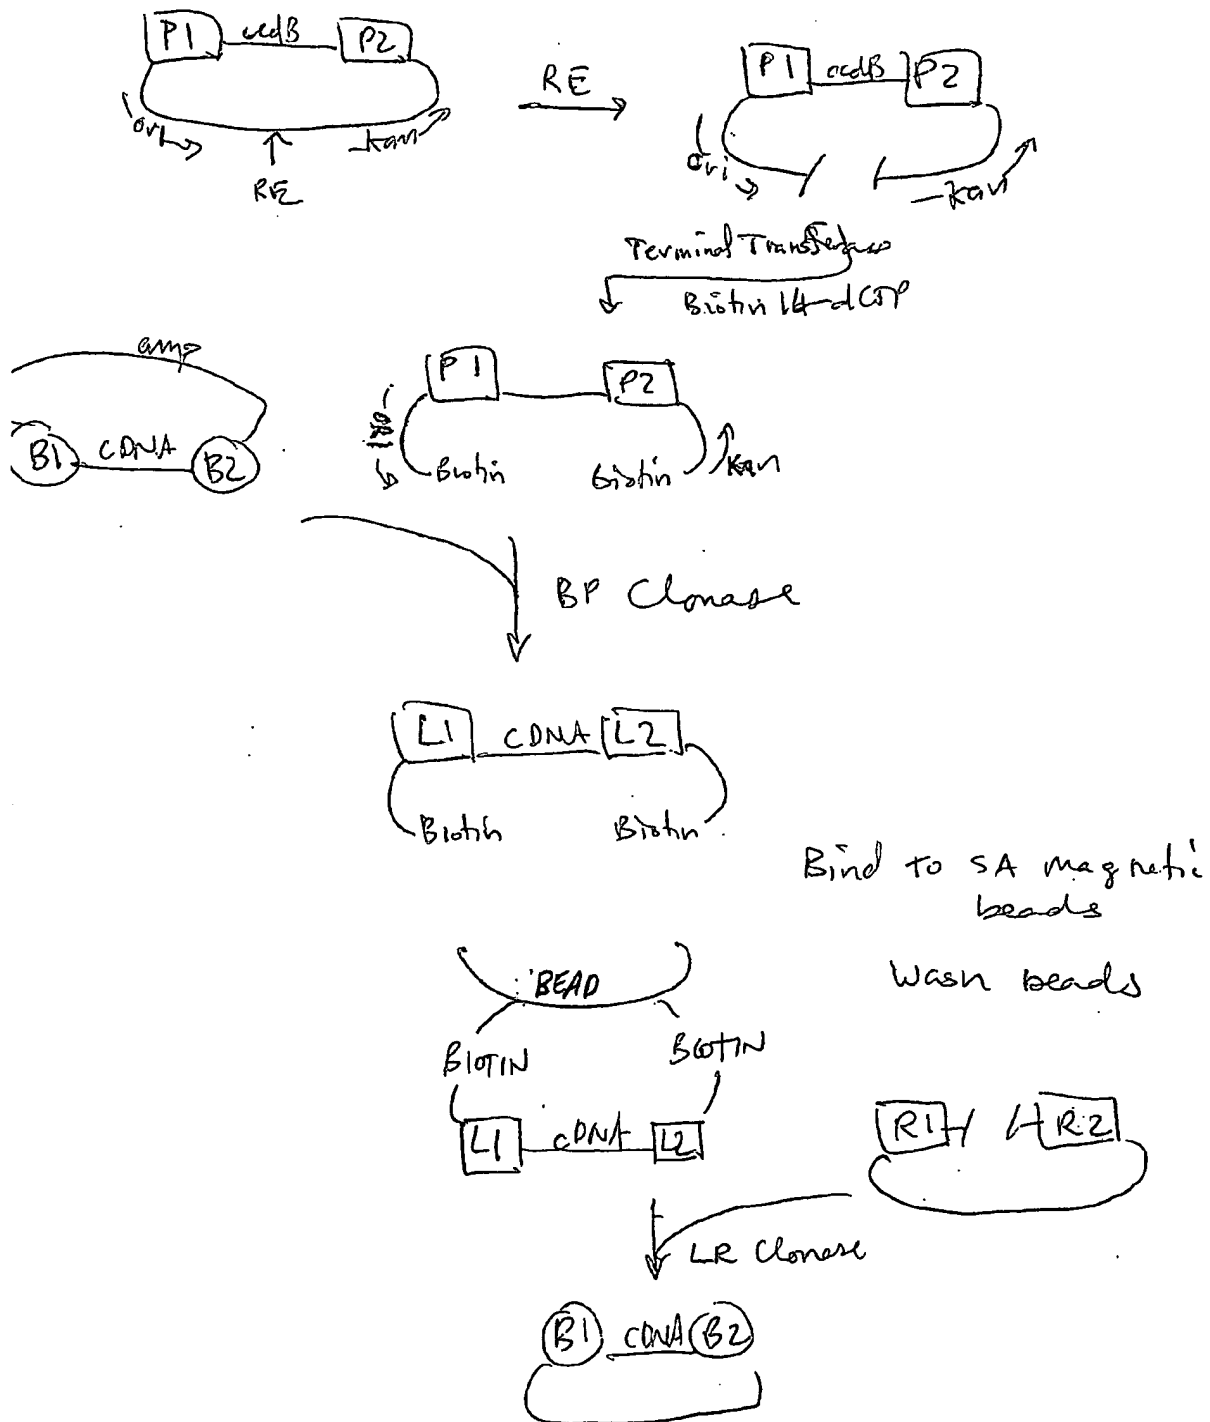 P1 ccdB P2
ori kan
RE
RE
P1 ccdB P2
ori kan
Terminal Transferase
Biotin 14-dCTP
amp
B1 CDNA B2
P1 P2
ORI
Biotin Biotin kan
BP Clonase
L1 CDNA L2
Biotin Biotin
Bind to SA magnetic
beads
Wash beads
BEAD
BIOTIN BIOTIN
L1 cDNA L2
R1 R2
LR Clonase
B1 CDNA B2